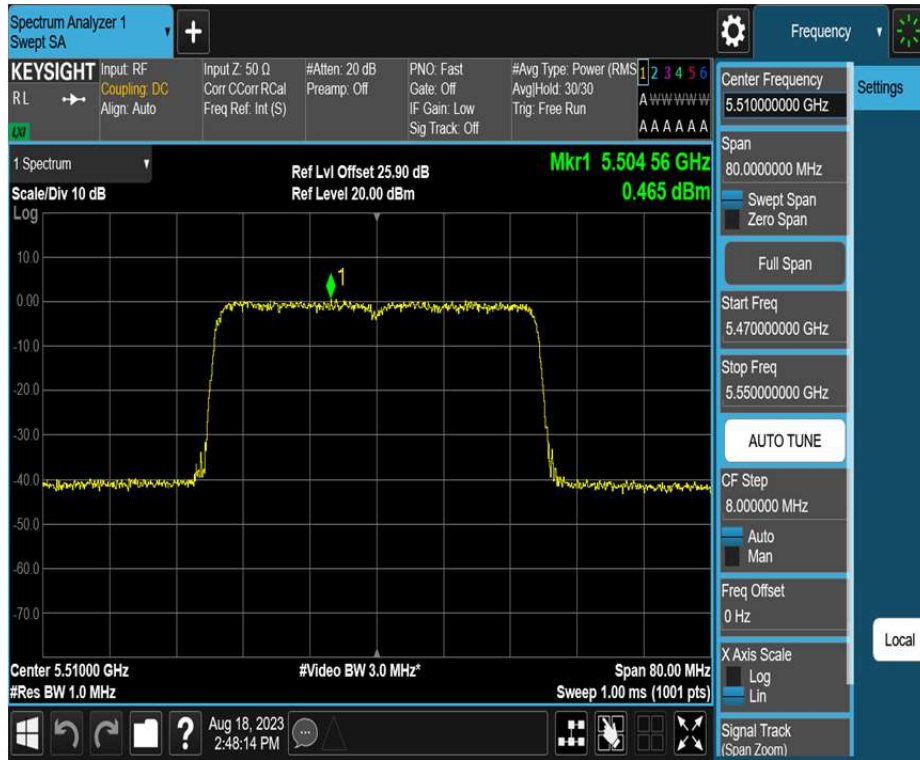 Spectrum Analyzer 1
Swept SA
+
Frequency
KEYSIGHT
RL
LXI
Input: RF
Coupling: DC
Align: Auto
Input Z: 50 Ω
Corr CCorr RCal
Freq Ref: Int (S)
#Atten: 20 dB
Preamp: Off
PNO: Fast
Gate: Off
IF Gain: Low
Sig Track: Off
#Avg Type: Power (RMS
Avg|Hold: 30/30
Trig: Free Run
1 2 3 4 5 6
A W W W W W
A A A A A A
Center Frequency
5.510000000 GHz
Settings
Span
80.0000000 MHz
Swept Span
Zero Span
Full Span
Start Freq
5.470000000 GHz
Stop Freq
5.550000000 GHz
AUTO TUNE
CF Step
8.000000 MHz
Auto
Man
Freq Offset
0 Hz
X Axis Scale
Log
Lin
Signal Track
(Span Zoom)
Local
1 Spectrum
Scale/Div 10 dB
Log
Ref Lvl Offset 25.90 dB
Ref Level 20.00 dBm
Mkr1 5.504 56 GHz
0.465 dBm
1
10.0
0.00
-10.0
-20.0
-30.0
-40.0
-50.0
-60.0
-70.0
Center 5.51000 GHz
#Res BW 1.0 MHz
#Video BW 3.0 MHz*
Span 80.00 MHz
Sweep 1.00 ms (1001 pts)
?
Aug 18, 2023
2:48:14 PM